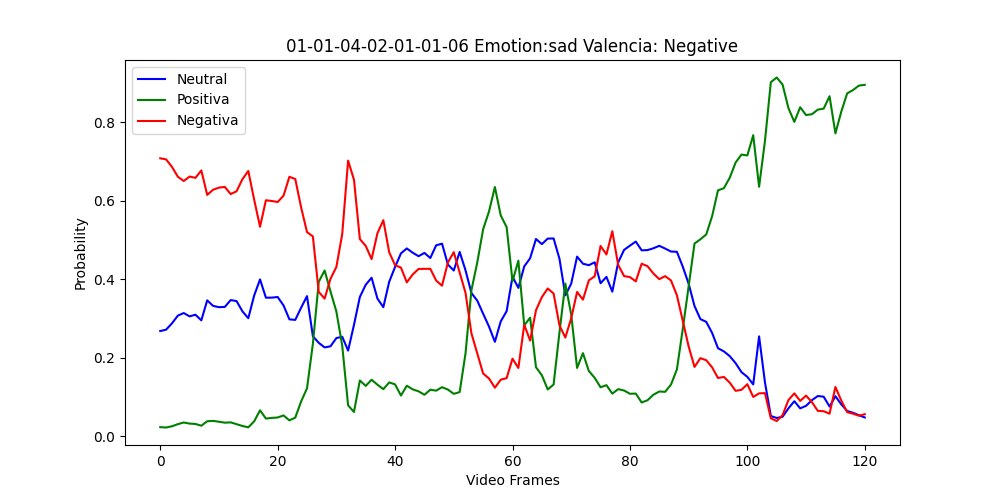 01-01-04-02-01-01-06 Emotion:sad Valencia: Negative
Neutral
Positiva
Negativa
Probability
0.8
0.6
0.4
0.2
0.0
0 20 40 60 80 100 120
Video Frames